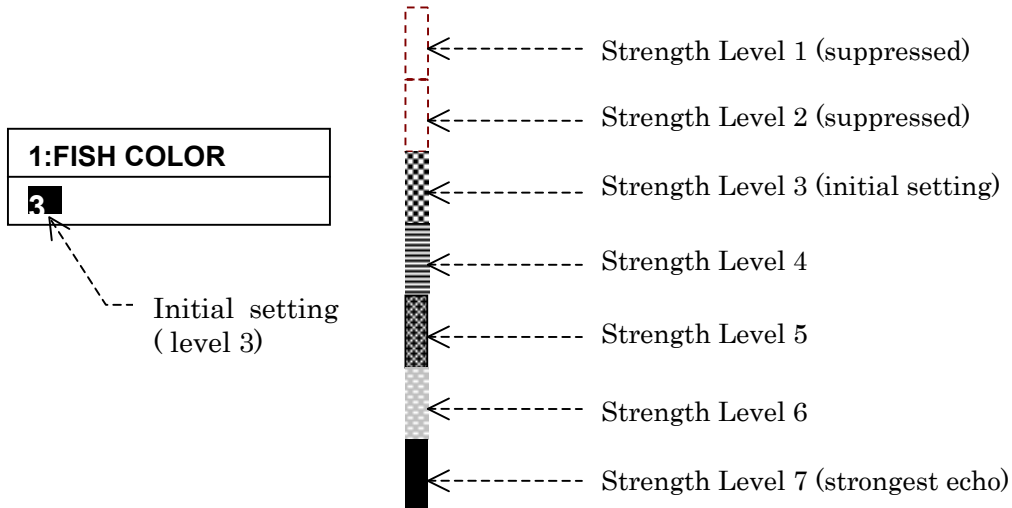 1:FISH COLOR
3
Initial setting
( level 3)
Strength Level 1 (suppressed)
Strength Level 2 (suppressed)
Strength Level 3 (initial setting)
Strength Level 4
Strength Level 5
Strength Level 6
Strength Level 7 (strongest echo)